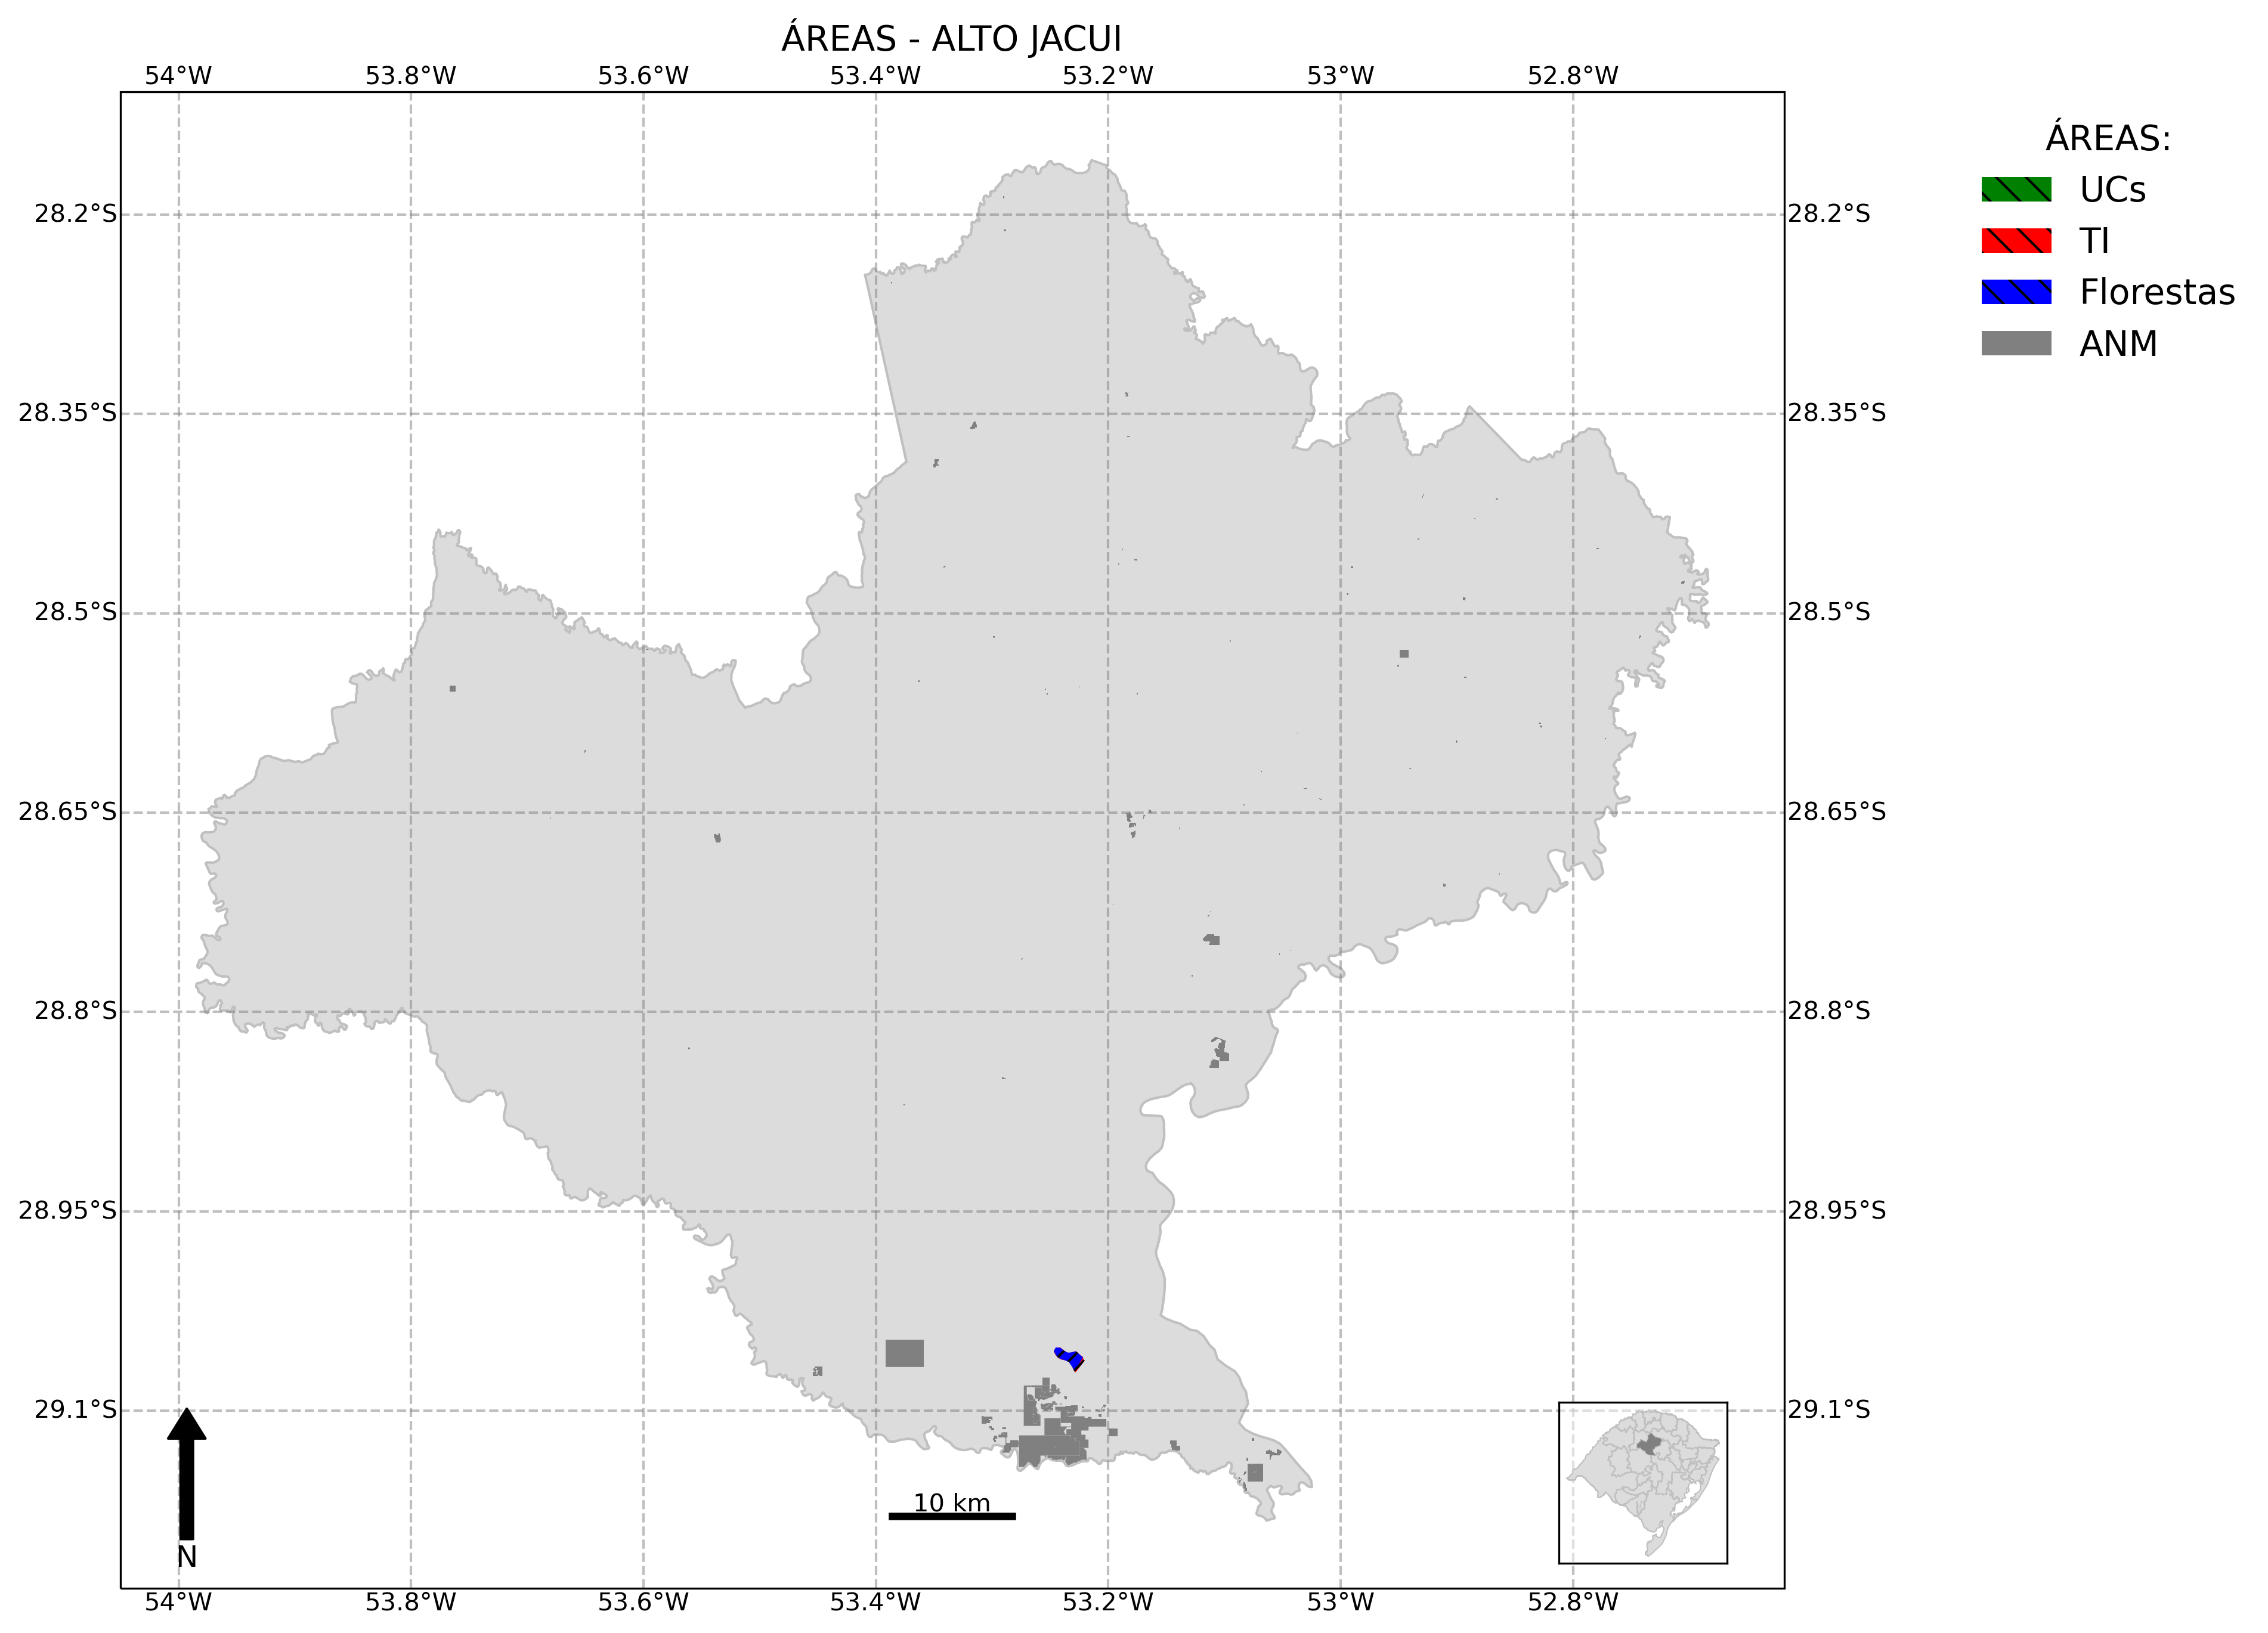 ÁREAS - ALTO JACUI
54°W 53.8°W 53.6°W 53.4°W 53.2°W 53°W 52.8°W
ÁREAS:
UCs
TI
Florestas
ANM
28.2°S 28.2°S
28.35°S 28.35°S
28.5°S 28.5°S
28.65°S 28.65°S
28.8°S 28.8°S
28.95°S 28.95°S
29.1°S 29.1°S
10 km
N
54°W 53.8°W 53.6°W 53.4°W 53.2°W 53°W 52.8°W